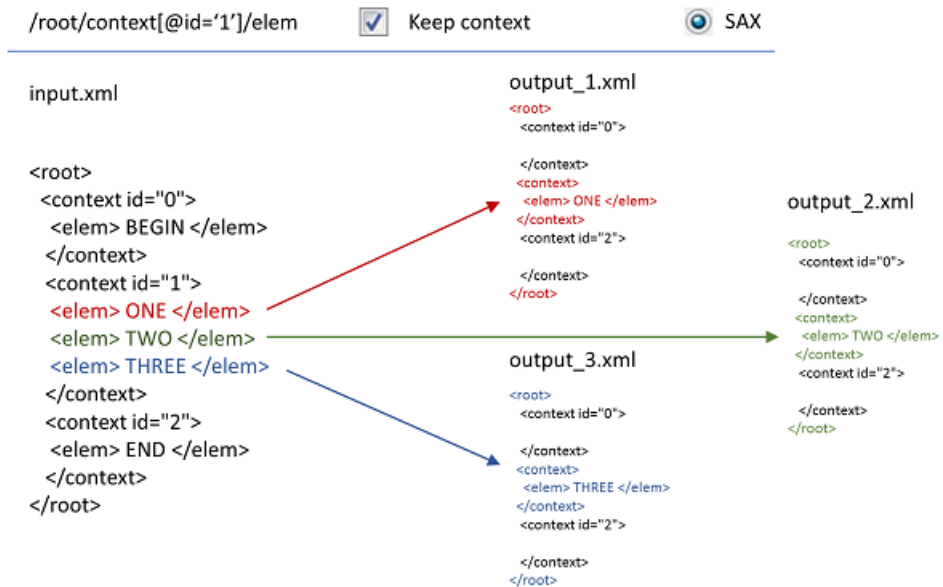 /root/context[@id=‘1’]/elem
Keep context
SAX
input.xml
<root>
<context id="0">
<elem> BEGIN </elem>
</context>
<context id="1">
<elem> ONE </elem>
<elem> TWO </elem>
<elem> THREE </elem>
</context>
<context id="2">
<elem> END </elem>
</context>
</root>
output_1.xml
<root>
<context id="0">
</context>
<context>
<elem> ONE </elem>
</context>
<context id="2">
</context>
</root>
output_2.xml
<root>
<context id="0">
</context>
<context>
<elem> TWO </elem>
</context>
<context id="2">
</context>
</root>
output_3.xml
<root>
<context id="0">
</context>
<context>
<elem> THREE </elem>
</context>
<context id="2">
</context>
</root>